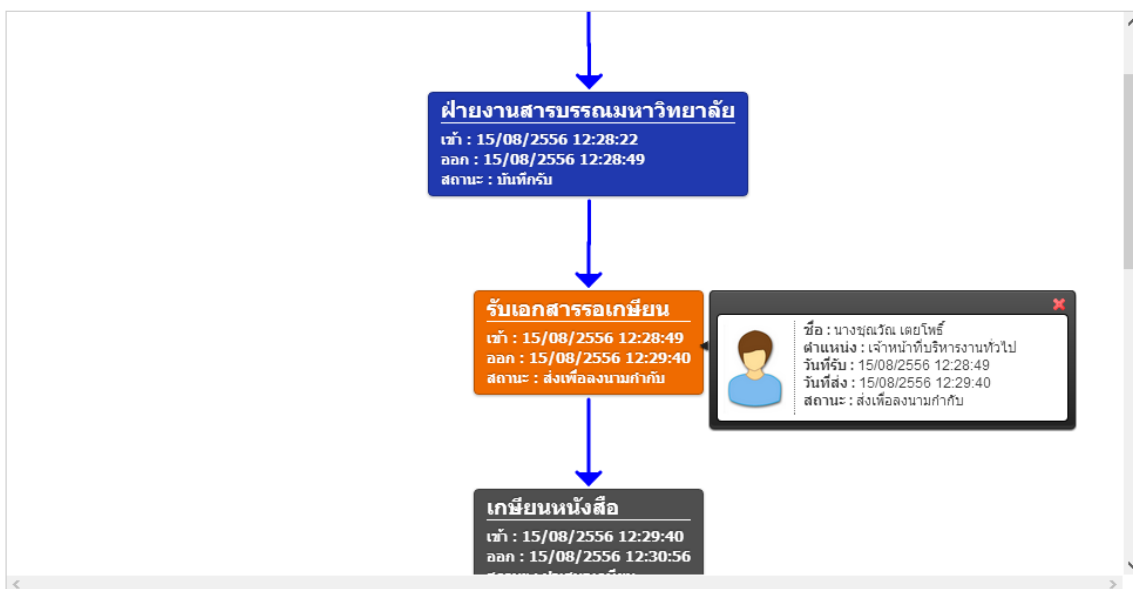 ฝ่ายงานสารบรรณมหาวิทยาลัย
เข้า : 15/08/2556 12:28:22
ออก : 15/08/2556 12:28:49
สถานะ : บันทึกรับ
รับเอกสารรอเกษียน
เข้า : 15/08/2556 12:28:49
ออก : 15/08/2556 12:29:40
สถานะ : ส่งเพื่อลงนามกำกับ
ชื่อ : นางชุณวัณ เตยโพธิ์
ตำแหน่ง : เจ้าหน้าที่บริหารงานทั่วไป
วันที่รับ : 15/08/2556 12:28:49
วันที่ส่ง : 15/08/2556 12:29:40
สถานะ : ส่งเพื่อลงนามกำกับ
เกษียนหนังสือ
เข้า : 15/08/2556 12:29:40
ออก : 15/08/2556 12:30:56